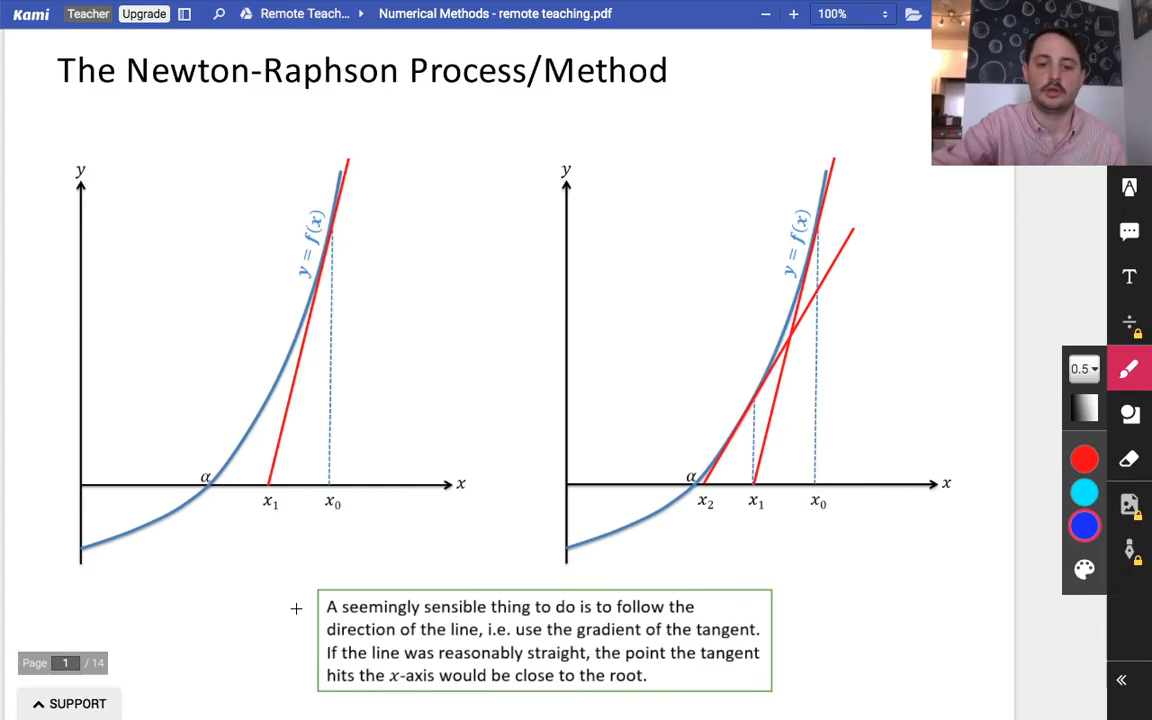 Kami Teacher Upgrade Remote Teach... Numerical Methods - remote teaching.pdf 100%
The Newton-Raphson Process/Method
y
y = f(x)
α
x
x₁ x₀
y
y = f(x)
α
x
x₂ x₁ x₀
A seemingly sensible thing to do is to follow the
direction of the line, i.e. use the gradient of the tangent.
If the line was reasonably straight, the point the tangent
hits the x-axis would be close to the root.
T
0.5
Page 1 / 14
SUPPORT